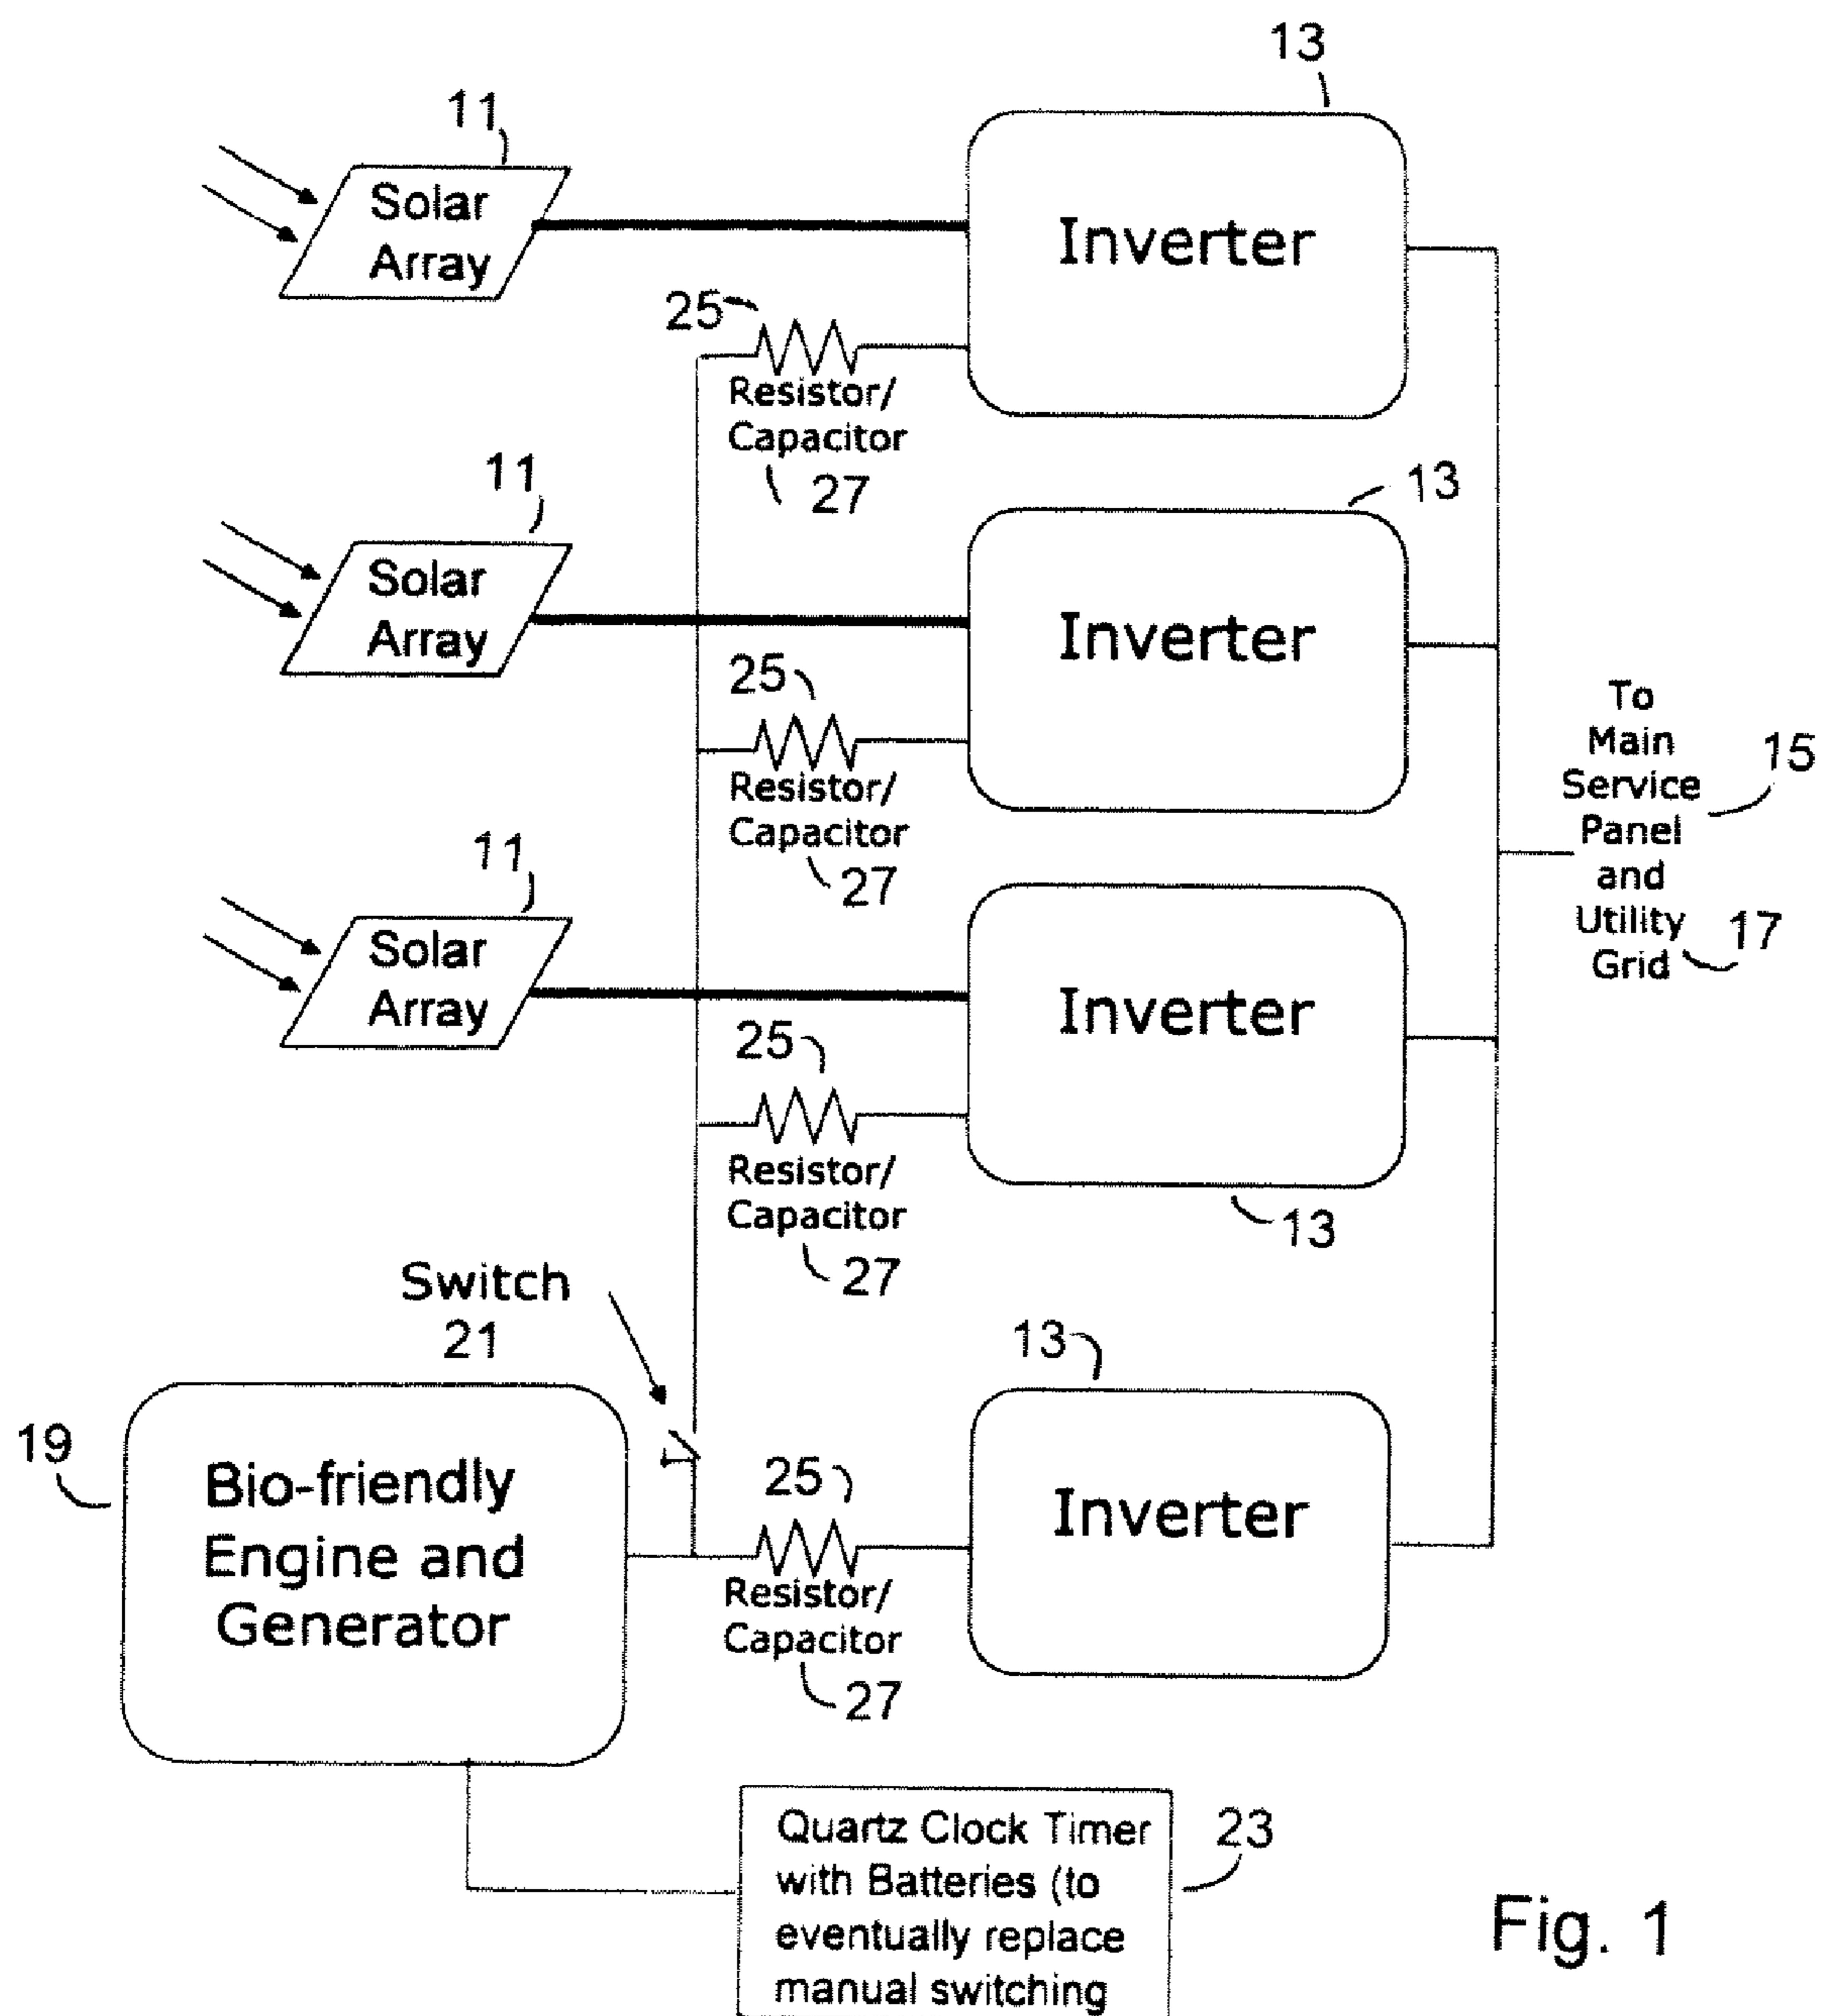 13
11
Solar
Array
Inverter
25
Resistor/
Capacitor
27
11
Solar
Array
13
Inverter
25
Resistor/
Capacitor
27
To
Main
Service
Panel
and
Utility
Grid
15
17
11
Solar
Array
Inverter
25
Resistor/
Capacitor
27
13
Switch
21
13
19
Bio-friendly
Engine and
Generator
25
Resistor/
Capacitor
27
Inverter
Quartz Clock Timer
with Batteries (to
eventually replace
manual switching
23
Fig. 1